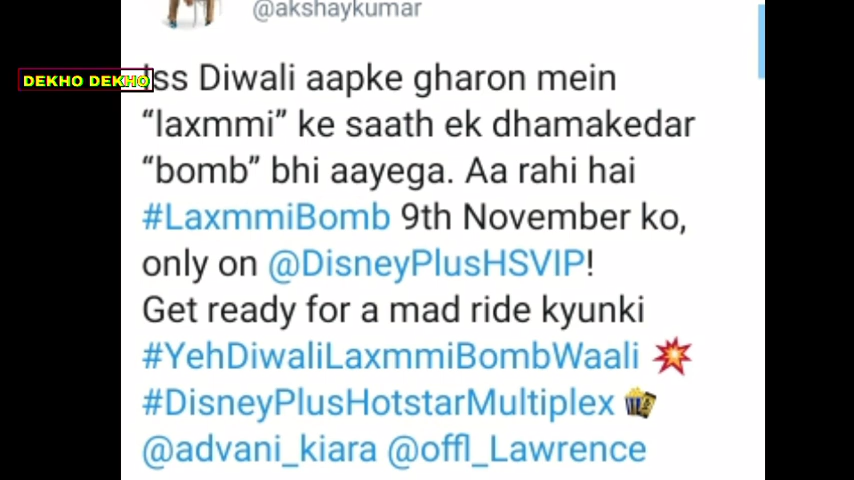 @akshaykumar
DEKHO DEKHO
Iss Diwali aapke gharon mein
“laxmmi” ke saath ek dhamakedar
“bomb” bhi aayega. Aa rahi hai
#LaxmmiBomb 9th November ko,
only on @DisneyPlusHSVIP!
Get ready for a mad ride kyunki
#YehDiwaliLaxmmiBombWaali 💥
#DisneyPlusHotstarMultiplex 🍿
@advani_kiara @offl_Lawrence